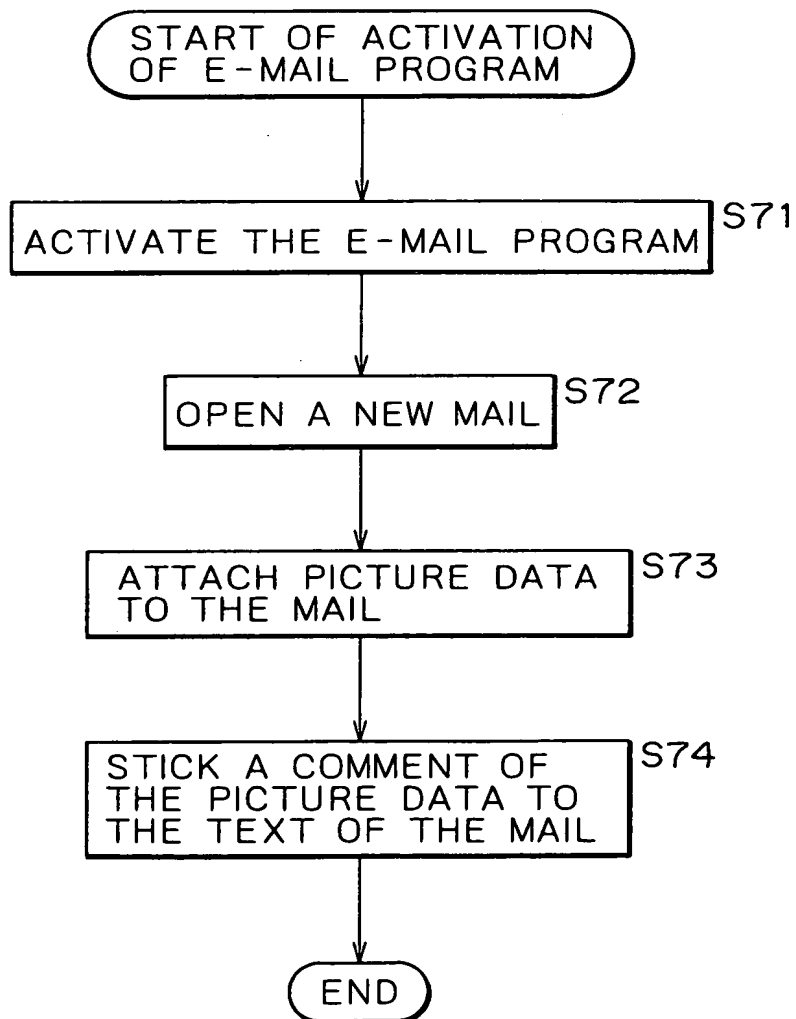 START OF ACTIVATION
OF E-MAIL PROGRAM
S71
ACTIVATE THE E-MAIL PROGRAM
S72
OPEN A NEW MAIL
S73
ATTACH PICTURE DATA
TO THE MAIL
S74
STICK A COMMENT OF
THE PICTURE DATA TO
THE TEXT OF THE MAIL
END